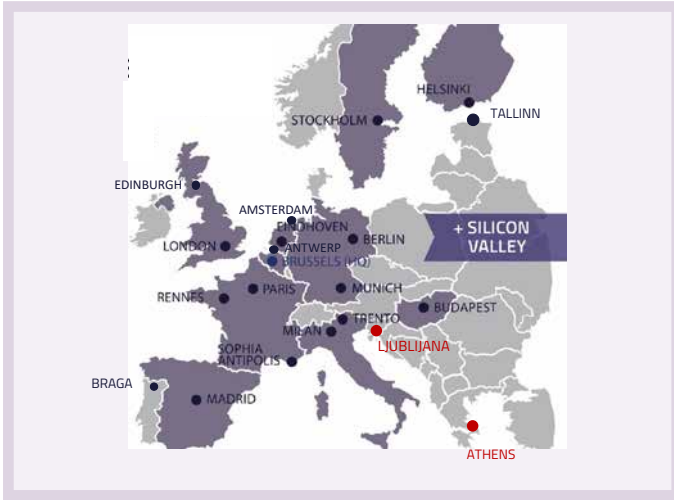 HELSINKI
TALLINN
STOCKHOLM
EDINBURGH
AMSTERDAM
EINDHOVEN
+ SILICON
VALLEY
LONDON
ANTWERP
BERLIN
BRUSSELS (HQ)
RENNES
PARIS
MUNICH
BUDAPEST
TRENTO
MILAN
LJUBLIJANA
SOPHIA
ANTIPOLIS
BRAGA
MADRID
ATHENS